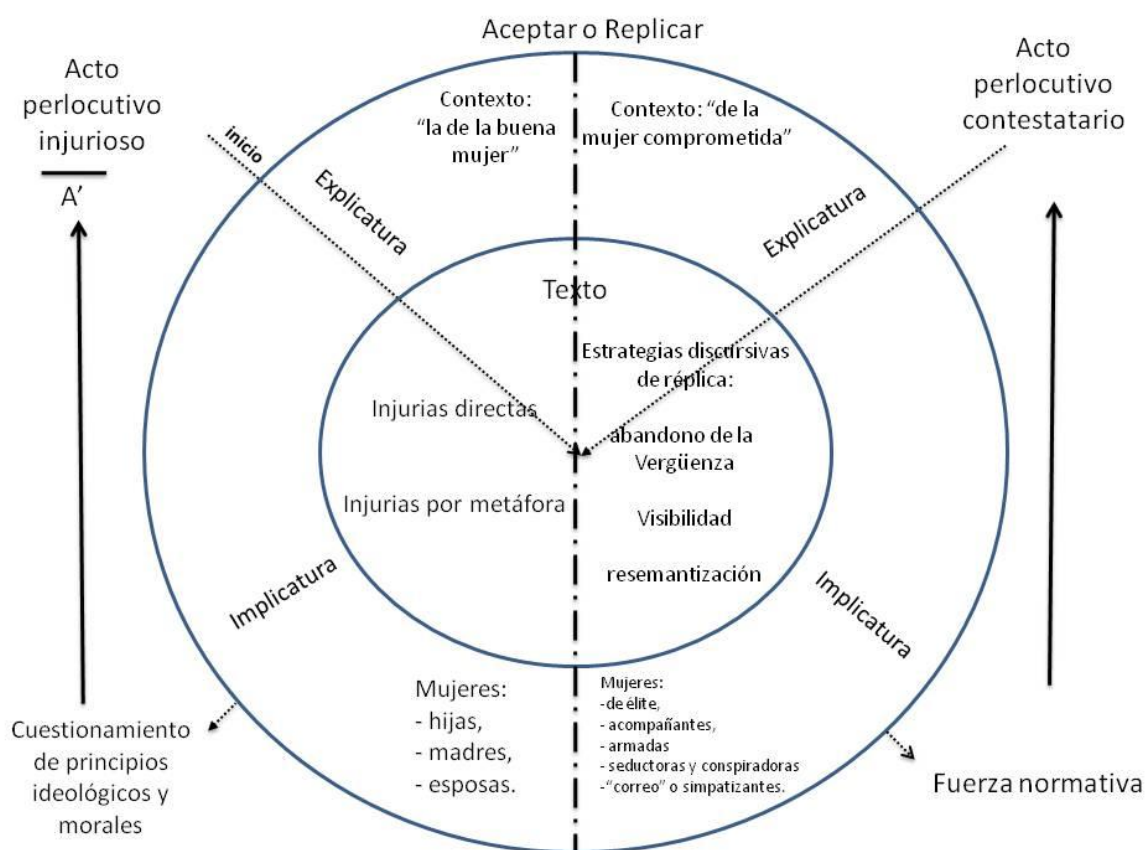 Aceptar o Replicar
Acto
perlocutivo
injurioso
A’
Acto
perlocutivo
contestatario
inicio
Contexto:
“la de la buena
mujer”
Contexto: “de la
mujer comprometida”
Explicatura
Explicatura
Texto
Injurias directas
Injurias por metáfora
Estrategias discursivas
de réplica:
abandono de la
Vergüenza
Visibilidad
resemantización
Implicatura
Implicatura
Mujeres:
- hijas,
- madres,
- esposas.
Mujeres:
-de élite,
- acompañantes,
- armadas
- seductoras y conspiradoras
-“correo” o simpatizantes.
Cuestionamiento
de principios
ideológicos y
morales
Fuerza normativa